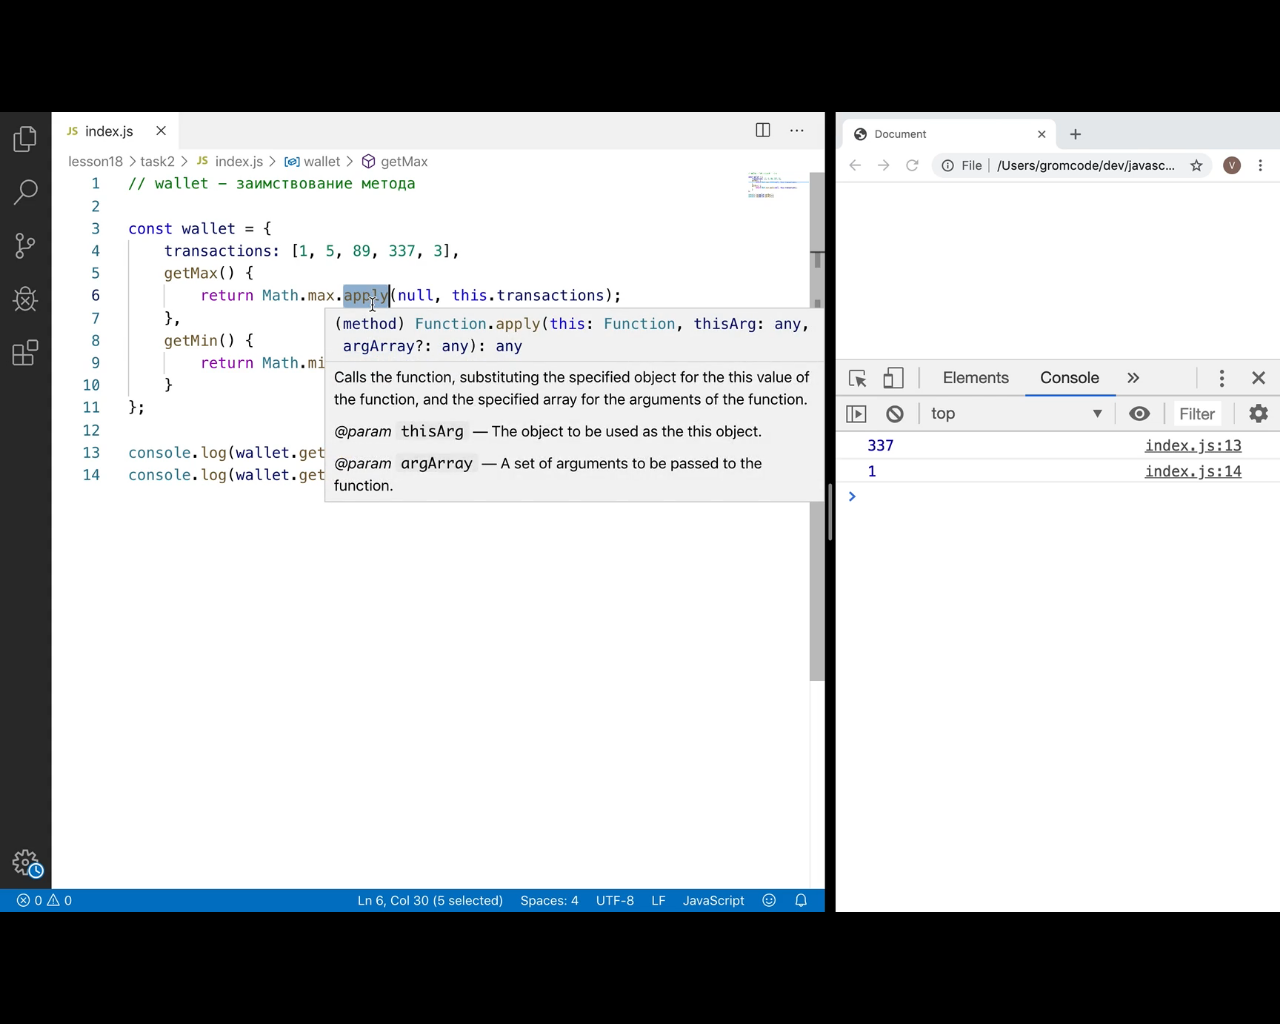 JS index.js
Document
File | /Users/gromcode/dev/javasc...
V
lesson18 > task2 > JS index.js > wallet > getMax
1 // wallet – заимствование метода
2
3 const wallet = {
4 transactions: [1, 5, 89, 337, 3],
5 getMax() {
6 return Math.max.apply(null, this.transactions);
7 },
8 getMin() {
9 return Math.mi
10 }
11 };
12
13 console.log(wallet.get
14 console.log(wallet.get
(method) Function.apply(this: Function, thisArg: any,
argArray?: any): any
Calls the function, substituting the specified object for the this value of
the function, and the specified array for the arguments of the function.
@param thisArg — The object to be used as the this object.
@param argArray — A set of arguments to be passed to the
function.
Elements Console
top Filter
337 index.js:13
1 index.js:14
0 0 Ln 6, Col 30 (5 selected) Spaces: 4 UTF-8 LF JavaScript